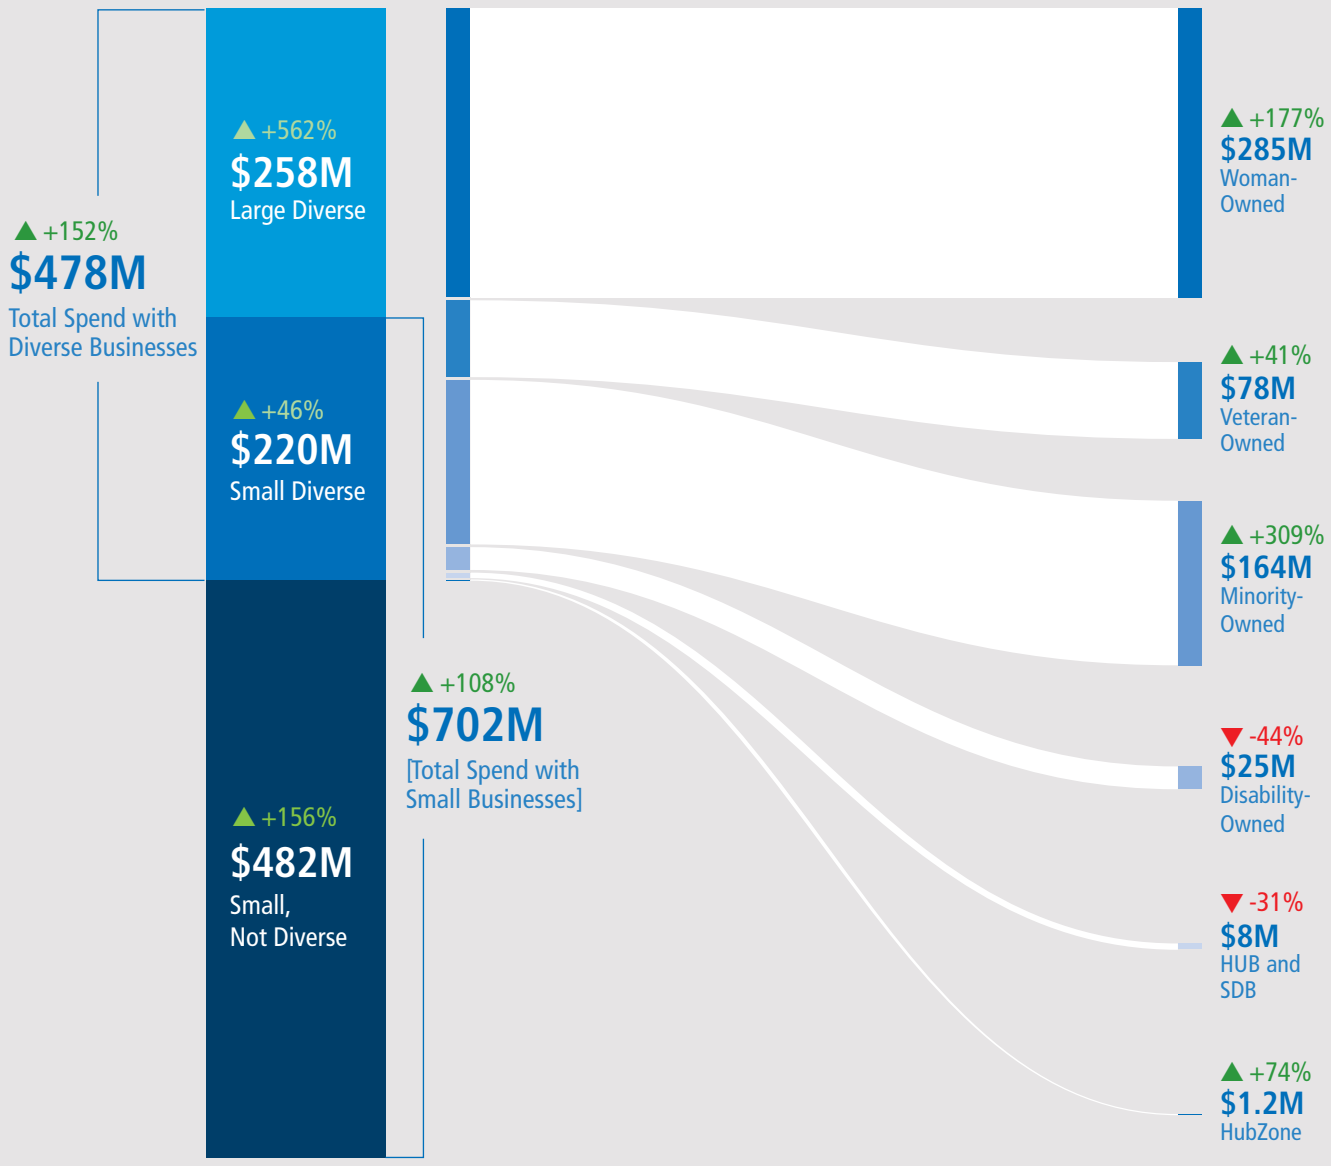 +152%
$478M
Total Spend with
Diverse Businesses
+562%
$258M
Large Diverse
+46%
$220M
Small Diverse
+156%
$482M
Small,
Not Diverse
+108%
$702M
[Total Spend with
Small Businesses]
+177%
$285M
Woman-
Owned
+41%
$78M
Veteran-
Owned
+309%
$164M
Minority-
Owned
-44%
$25M
Disability-
Owned
-31%
$8M
HUB and
SDB
+74%
$1.2M
HubZone